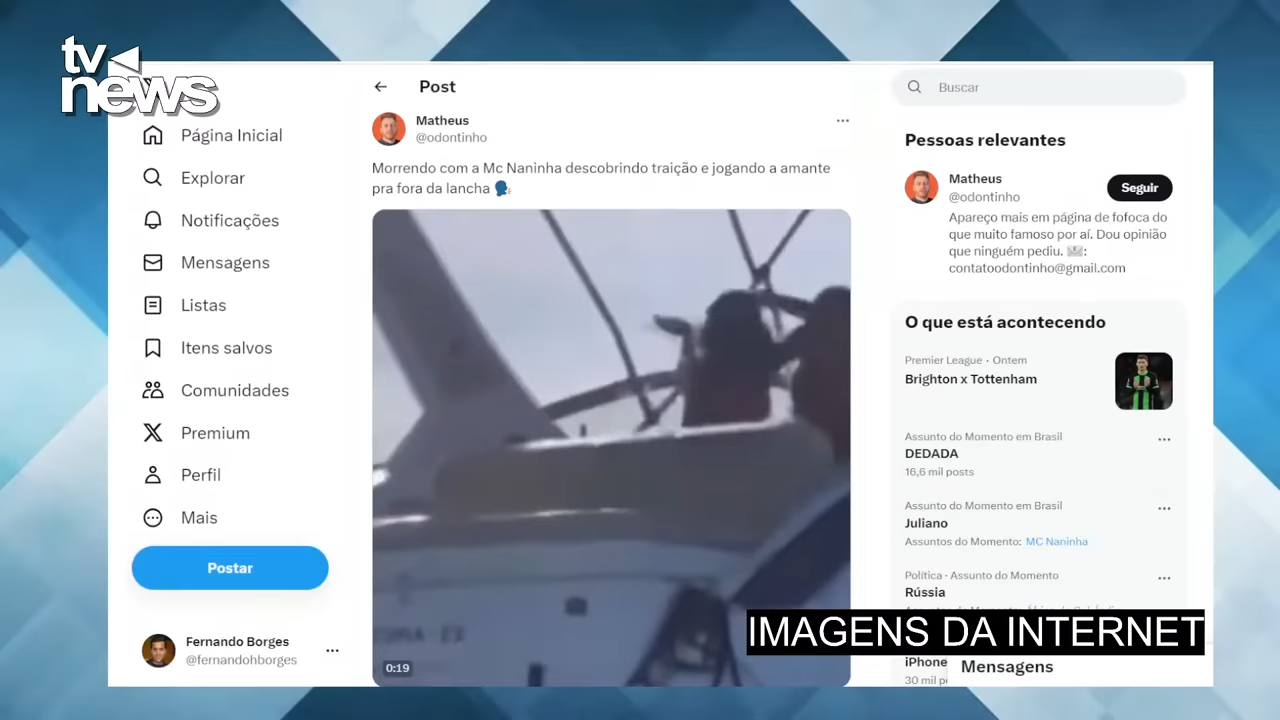 tv
news
Página Inicial
Explorar
Notificações
Mensagens
Listas
Itens salvos
Comunidades
Premium
Perfil
Mais
Postar
Fernando Borges
@fernandohborges
Post
Matheus
@odontinho
Morrendo com a Mc Naninha descobrindo traição e jogando a amante
pra fora da lancha
0:19
Buscar
Pessoas relevantes
Matheus
@odontinho
Seguir
Apareço mais em página de fofoca do
que muito famoso por aí. Dou opinião
que ninguém pediu. :
contatoodontinho@gmail.com
O que está acontecendo
Premier League · Ontem
Brighton x Tottenham
Assunto do Momento em Brasil
DEDADA
16,6 mil posts
Assunto do Momento em Brasil
Juliano
Assuntos do Momento: MC Naninha
Política · Assunto do Momento
Rússia
IMAGENS DA INTERNET
iPhone
30 mil
Mensagens